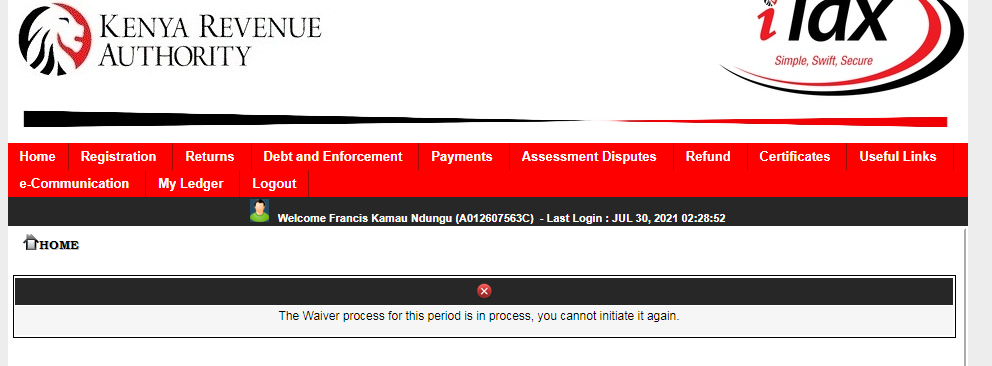 KENYA REVENUE
AUTHORITY
iTax
Simple, Swift, Secure
Home Registration Returns Debt and Enforcement Payments Assessment Disputes Refund Certificates Useful Links
e-Communication My Ledger Logout
Welcome Francis Kamau Ndungu (A012607563C) - Last Login : JUL 30, 2021 02:28:52
HOME
The Waiver process for this period is in process, you cannot initiate it again.